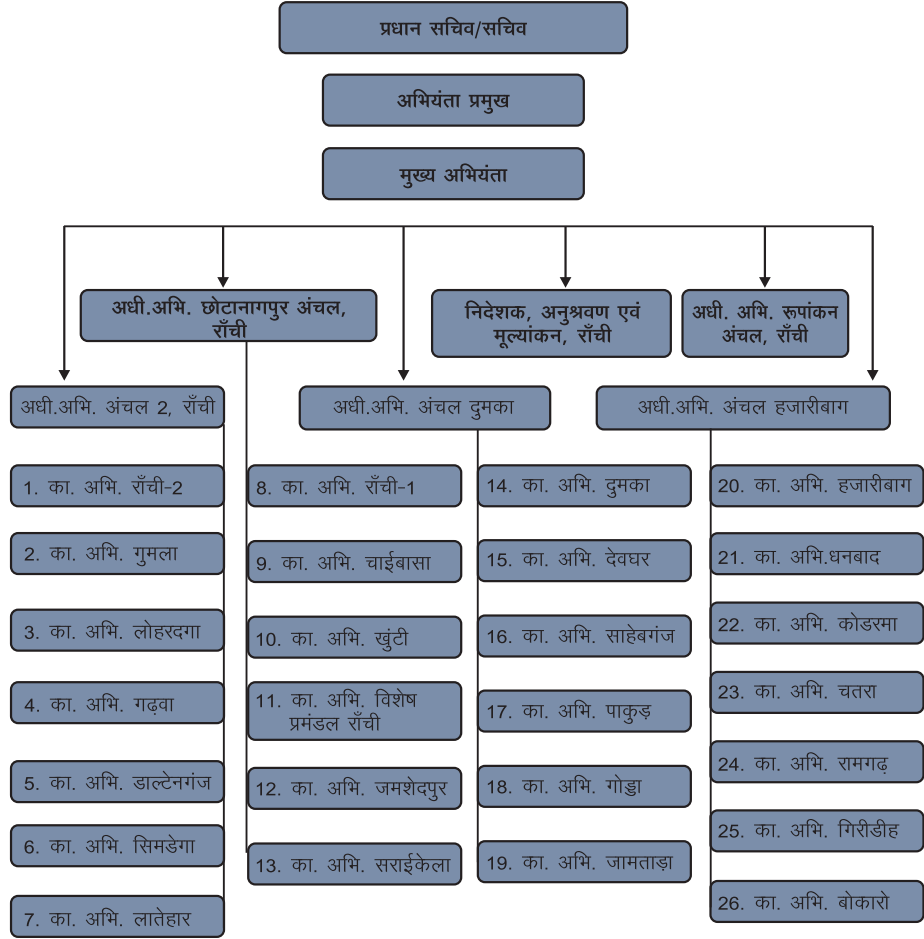 प्रधान सचिव/सचिव
अभियंता प्रमुख
मुख्य अभियंता
अधी.अभि. छोटानागपुर अंचल,
राँची
निदेशक, अनुश्रवण एवं
मूल्यांकन, राँची
अधी. अभि. रूपांकन
अंचल, राँची
अधी.अभि. अंचल 2, राँची
अधी.अभि. अंचल दुमका
अधी.अभि. अंचल हजारीबाग
1. का. अभि. राँची-2
2. का. अभि. गुमला
3. का. अभि. लोहरदगा
4. का. अभि. गढ़वा
5. का. अभि. डाल्टेनगंज
6. का. अभि. सिमडेगा
7. का. अभि. लातेहार
8. का. अभि. राँची-1
9. का. अभि. चाईबासा
10. का. अभि. खुंटी
11. का. अभि. विशेष
प्रमंडल राँची
12. का. अभि. जमशेदपुर
13. का. अभि. सराईकेला
14. का. अभि. दुमका
15. का. अभि. देवघर
16. का. अभि. साहेबगंज
17. का. अभि. पाकुड़
18. का. अभि. गोड्डा
19. का. अभि. जामताड़ा
20. का. अभि. हजारीबाग
21. का. अभि.धनबाद
22. का. अभि. कोडरमा
23. का. अभि. चतरा
24. का. अभि. रामगढ़
25. का. अभि. गिरीडीह
26. का. अभि. बोकारो